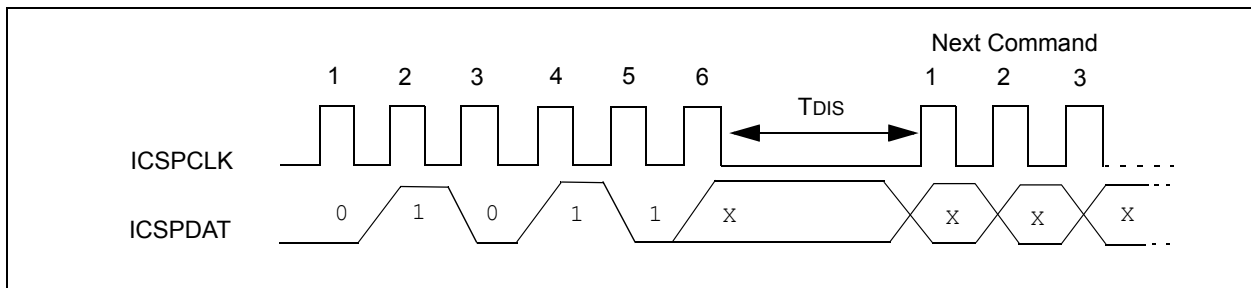 Next Command
1 2 3 4 5 6 1 2 3
TDIS
ICSPCLK
ICSPDAT 0 1 0 1 1 X X X X